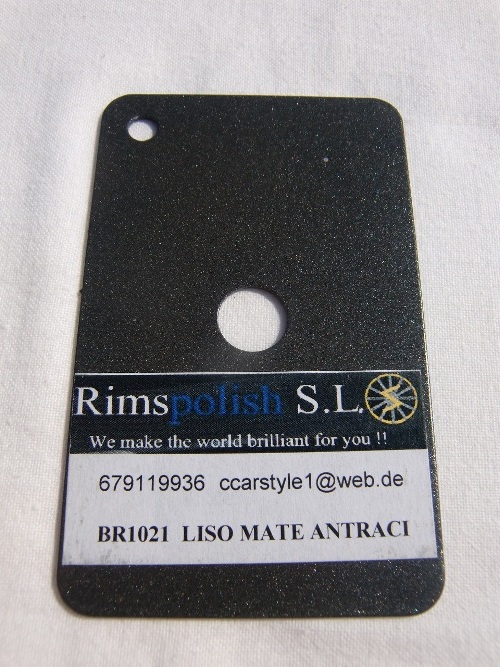 Rimspolish S.L.
We make the world brilliant for you !!
679119936 ccarstyle1@web.de
BR1021 LISO MATE ANTRACI